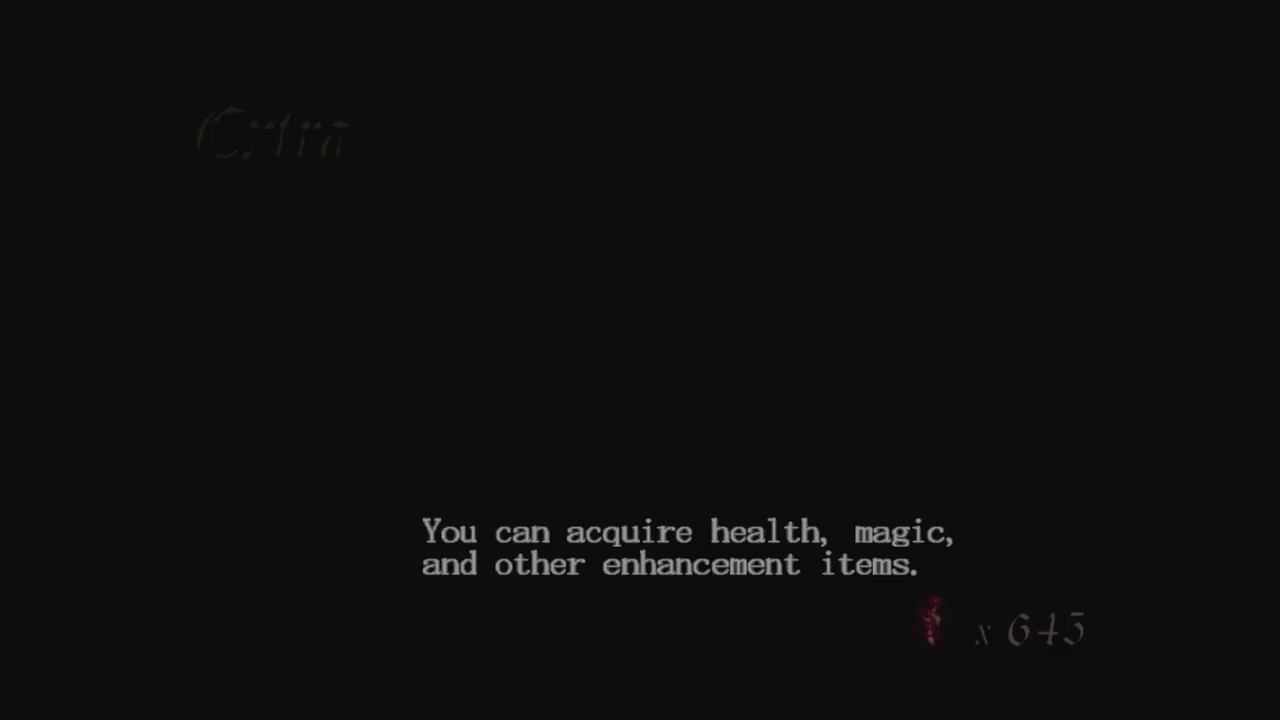 Extra
You can acquire health, magic,
and other enhancement items.
x 645